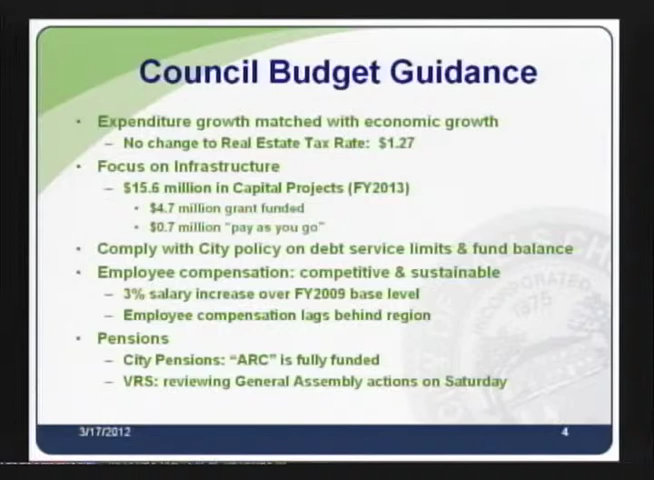 Council Budget Guidance
• Expenditure growth matched with economic growth
– No change to Real Estate Tax Rate: $1.27
• Focus on Infrastructure
– $15.6 million in Capital Projects (FY2013)
• $4.7 million grant funded
• $0.7 million "pay as you go"
• Comply with City policy on debt service limits & fund balance
• Employee compensation: competitive & sustainable
– 3% salary increase over FY2009 base level
– Employee compensation lags behind region
• Pensions
– City Pensions: "ARC" is fully funded
– VRS: reviewing General Assembly actions on Saturday
INCORPORATED
1875
3/17/2012
4